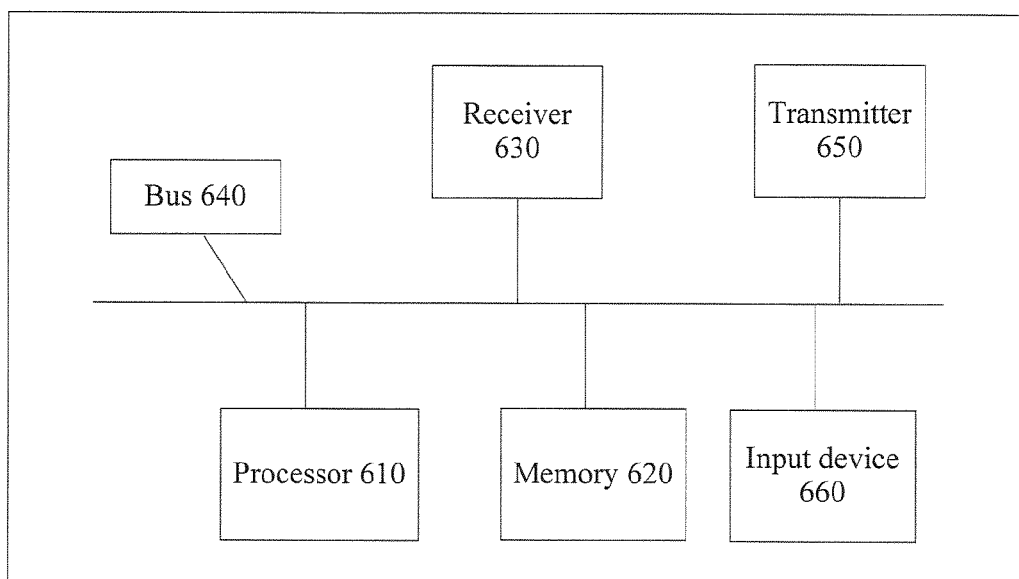 Receiver
630
Transmitter
650
Bus 640
Processor 610
Memory 620
Input device
660